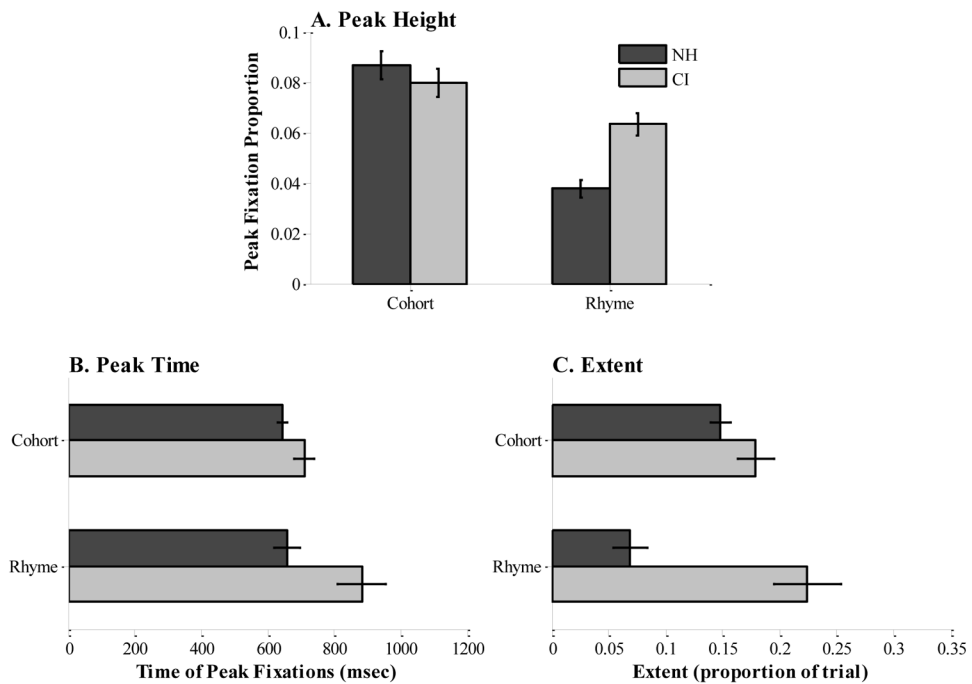 A. Peak Height
0.1
0.08
0.06
0.04
0.02
0
Peak Fixation Proportion
NH
CI
Cohort
Rhyme
B. Peak Time
Cohort
Rhyme
0 200 400 600 800 1000 1200
Time of Peak Fixations (msec)
C. Extent
Cohort
Rhyme
0 0.05 0.1 0.15 0.2 0.25 0.3 0.35
Extent (proportion of trial)